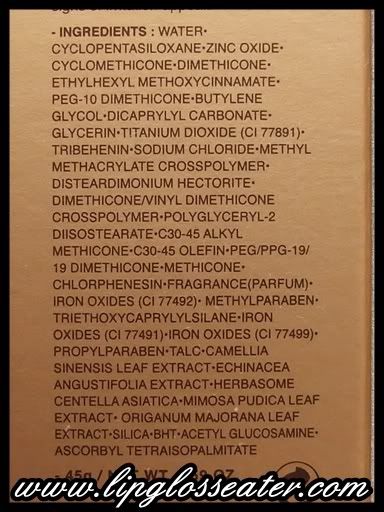 - INGREDIENTS : WATER•
CYCLOPENTASILOXANE•ZINC OXIDE•
CYCLOMETHICONE•DIMETHICONE•
ETHYLHEXYL METHOXYCINNAMATE•
PEG-10 DIMETHICONE•BUTYLENE
GLYCOL•DICAPRYLYL CARBONATE•
GLYCERIN•TITANIUM DIOXIDE (CI 77891)•
TRIBEHENIN•SODIUM CHLORIDE•METHYL
METHACRYLATE CROSSPOLYMER•
DISTEARDIMONIUM HECTORITE•
DIMETHICONE/VINYL DIMETHICONE
CROSSPOLYMER•POLYGLYCERYL-2
DIISOSTEARATE•C30-45 ALKYL
METHICONE•C30-45 OLEFIN•PEG/PPG-19/
19 DIMETHICONE•METHICONE•
CHLORPHENESIN•FRAGRANCE(PARFUM)•
IRON OXIDES (CI 77492)• METHYLPARABEN•
TRIETHOXYCAPRYLYLSILANE•IRON
OXIDES (CI 77491)•IRON OXIDES (CI 77499)•
PROPYLPARABEN•TALC•CAMELLIA
SINENSIS LEAF EXTRACT•ECHINACEA
ANGUSTIFOLIA EXTRACT•HERBASOME
CENTELLA ASIATICA•MIMOSA PUDICA LEAF
EXTRACT• ORIGANUM MAJORANA LEAF
EXTRACT•SILICA•BHT•ACETYL GLUCOSAMINE•
ASCORBYL TETRAISOPALMITATE
- 45g / WT. OZ.
www.lipglosseater.com